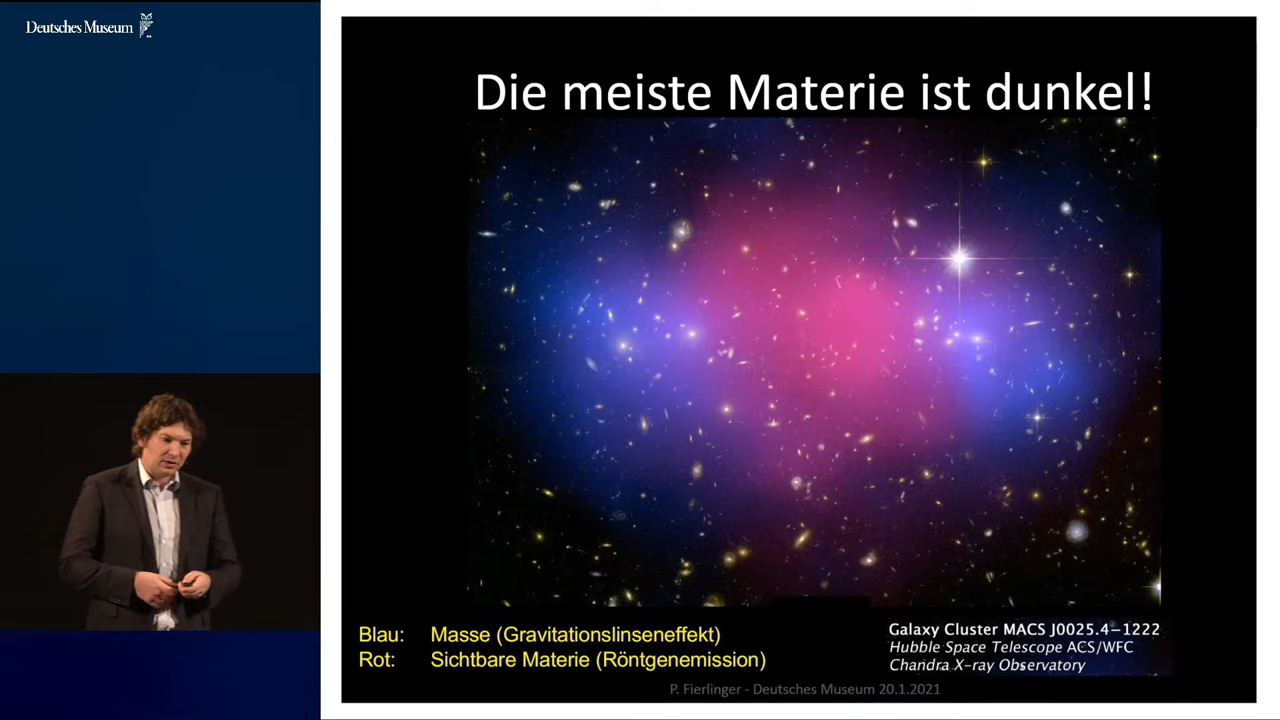 Deutsches Museum
Die meiste Materie ist dunkel!
Blau: Masse (Gravitationslinseneffekt)
Rot: Sichtbare Materie (Röntgenemission)
Galaxy Cluster MACS J0025.4–1222
Hubble Space Telescope ACS/WFC
Chandra X-ray Observatory
P. Fierlinger - Deutsches Museum 20.1.2021